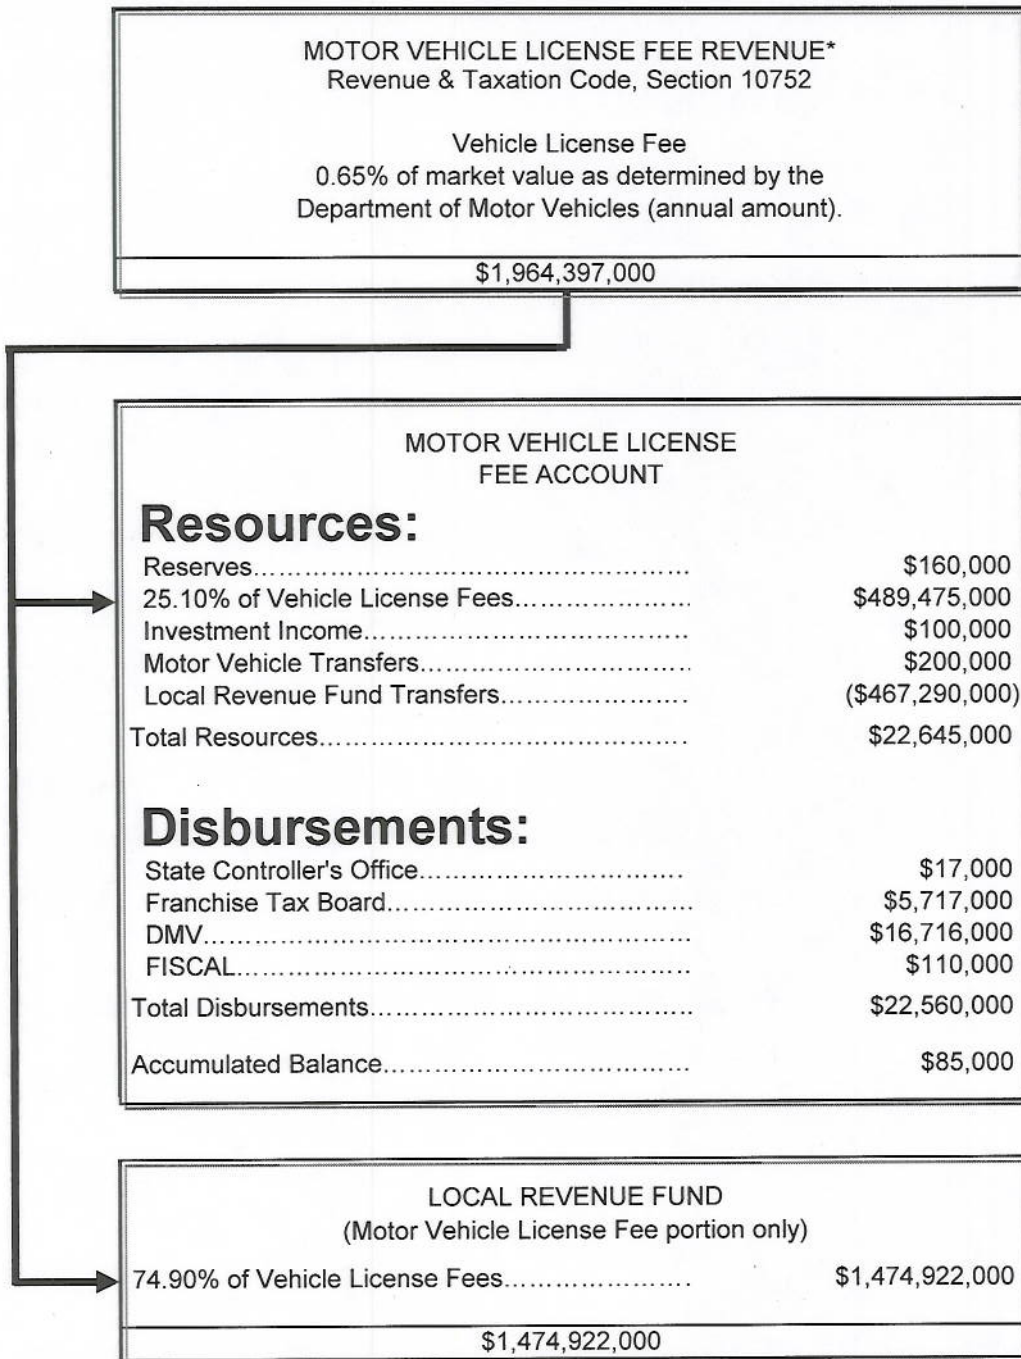 MOTOR VEHICLE LICENSE FEE REVENUE*
Revenue & Taxation Code, Section 10752
Vehicle License Fee
0.65% of market value as determined by the
Department of Motor Vehicles (annual amount).
$1,964,397,000
MOTOR VEHICLE LICENSE
FEE ACCOUNT
Resources:
Reserves................................................ $160,000
25.10% of Vehicle License Fees..................... $489,475,000
Investment Income...................................... $100,000
Motor Vehicle Transfers................................ $200,000
Local Revenue Fund Transfers...................... ($467,290,000)
Total Resources........................................... $22,645,000
Disbursements:
State Controller's Office............................... $17,000
Franchise Tax Board.................................... $5,717,000
DMV......................................................... $16,716,000
FISCAL..................................................... $110,000
Total Disbursements...................................... $22,560,000
Accumulated Balance.................................... $85,000
LOCAL REVENUE FUND
(Motor Vehicle License Fee portion only)
74.90% of Vehicle License Fees...................... $1,474,922,000
$1,474,922,000